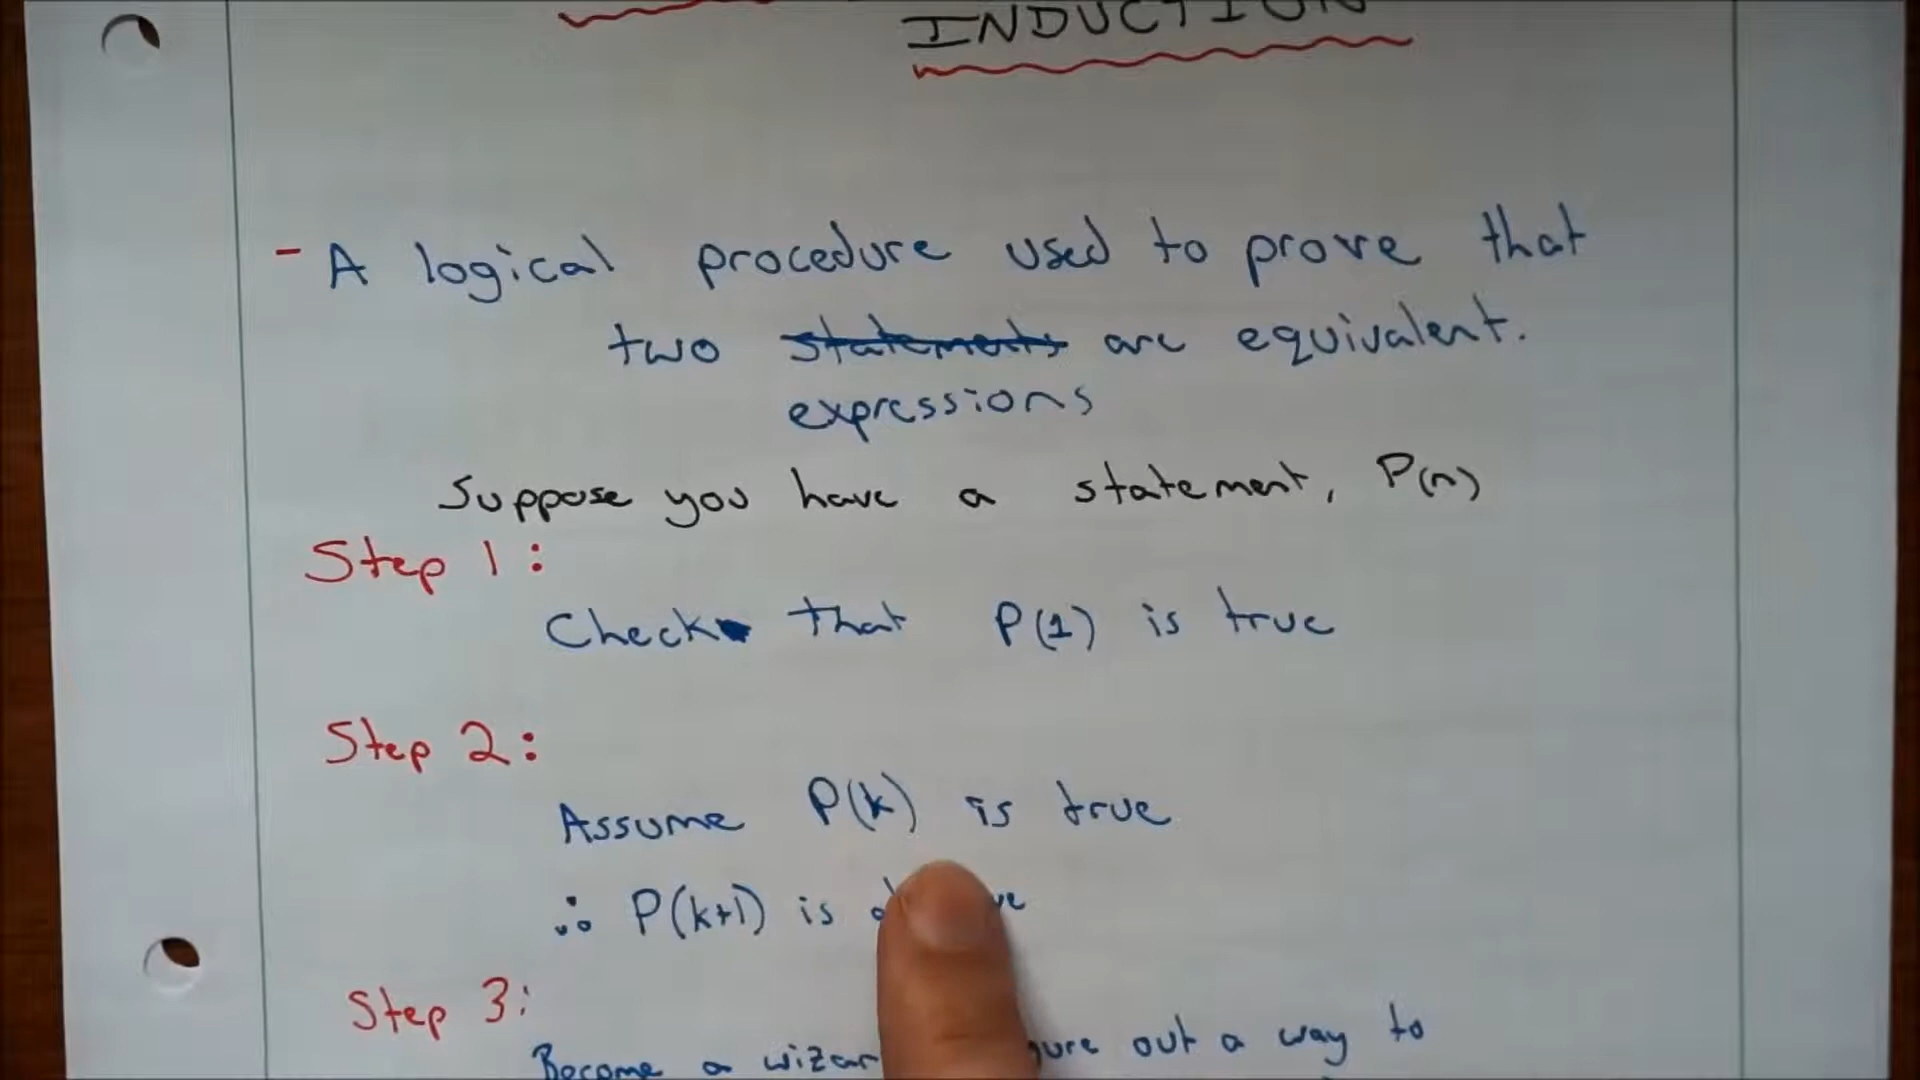 INDUCTION
- A logical procedure used to prove that
two statements are equivalent.
expressions
Suppose you have a statement, P(n)
Step 1:
Check that P(1) is true
Step 2:
Assume P(k) is true
∴ P(k+1) is
Step 3:
Become a out a way to